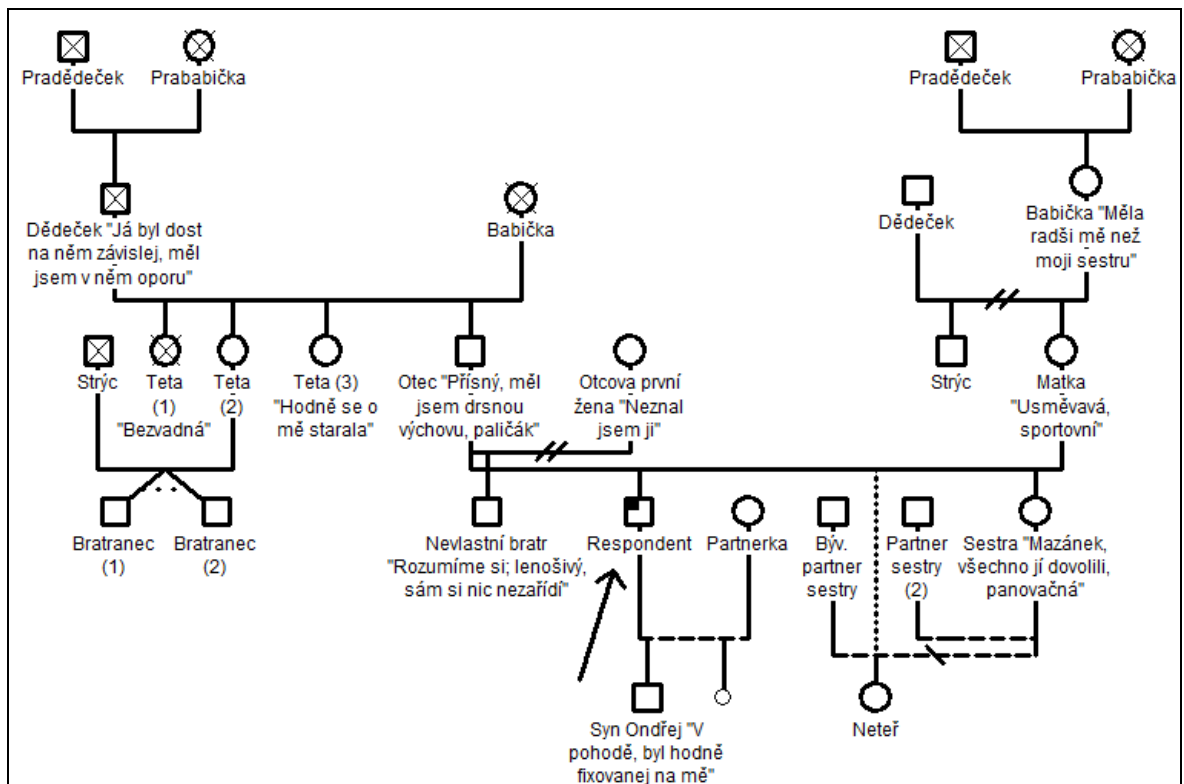 Pradědeček
Prababička
Pradědeček
Prababička
Dědeček "Já byl dost
na něm závislej, měl
jsem v něm oporu"
Babička
Dědeček
Babička "Měla
radši mě než
moji sestru"
Strýc
Teta
(1)
"Bezvadná"
Teta
(2)
Teta (3)
"Hodně se o
mě starala"
Otec "Přísný, měl
jsem drsnou
výchovu, paličák"
Otcova první
žena "Neznal
jsem ji"
Strýc
Matka
"Usměvavá,
sportovní"
Bratranec
(1)
Bratranec
(2)
Nevlastní bratr
"Rozumíme si; lenošivý,
sám si nic nezařídí"
Respondent
Partnerka
Býv.
partner
sestry
Partner
sestry
(2)
Sestra "Mazánek,
všechno jí dovolili,
panovačná"
Syn Ondřej "V
pohodě, byl hodně
fixovanej na mě"
Neteř